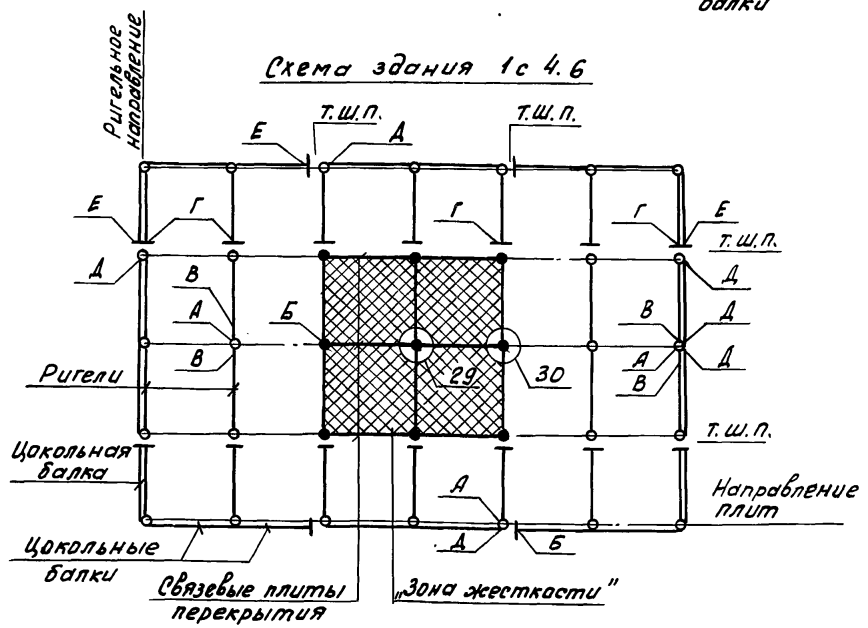 балки
Ригельное
направление
Схема здания 1с 4.6
Т.Ш.П.
Т.Ш.П.
Е
Д
Е
Г
Г
Г
Е
Т.Ш.П.
Д
Д
В
А
В
Б
В
А
В
Д
Д
29
30
Ригели
Т.Ш.П.
Цокольная
балка
А
Д
Б
Направление
плит
Цокольные
балки
Связевые плиты
перекрытия
„Зона жесткости"